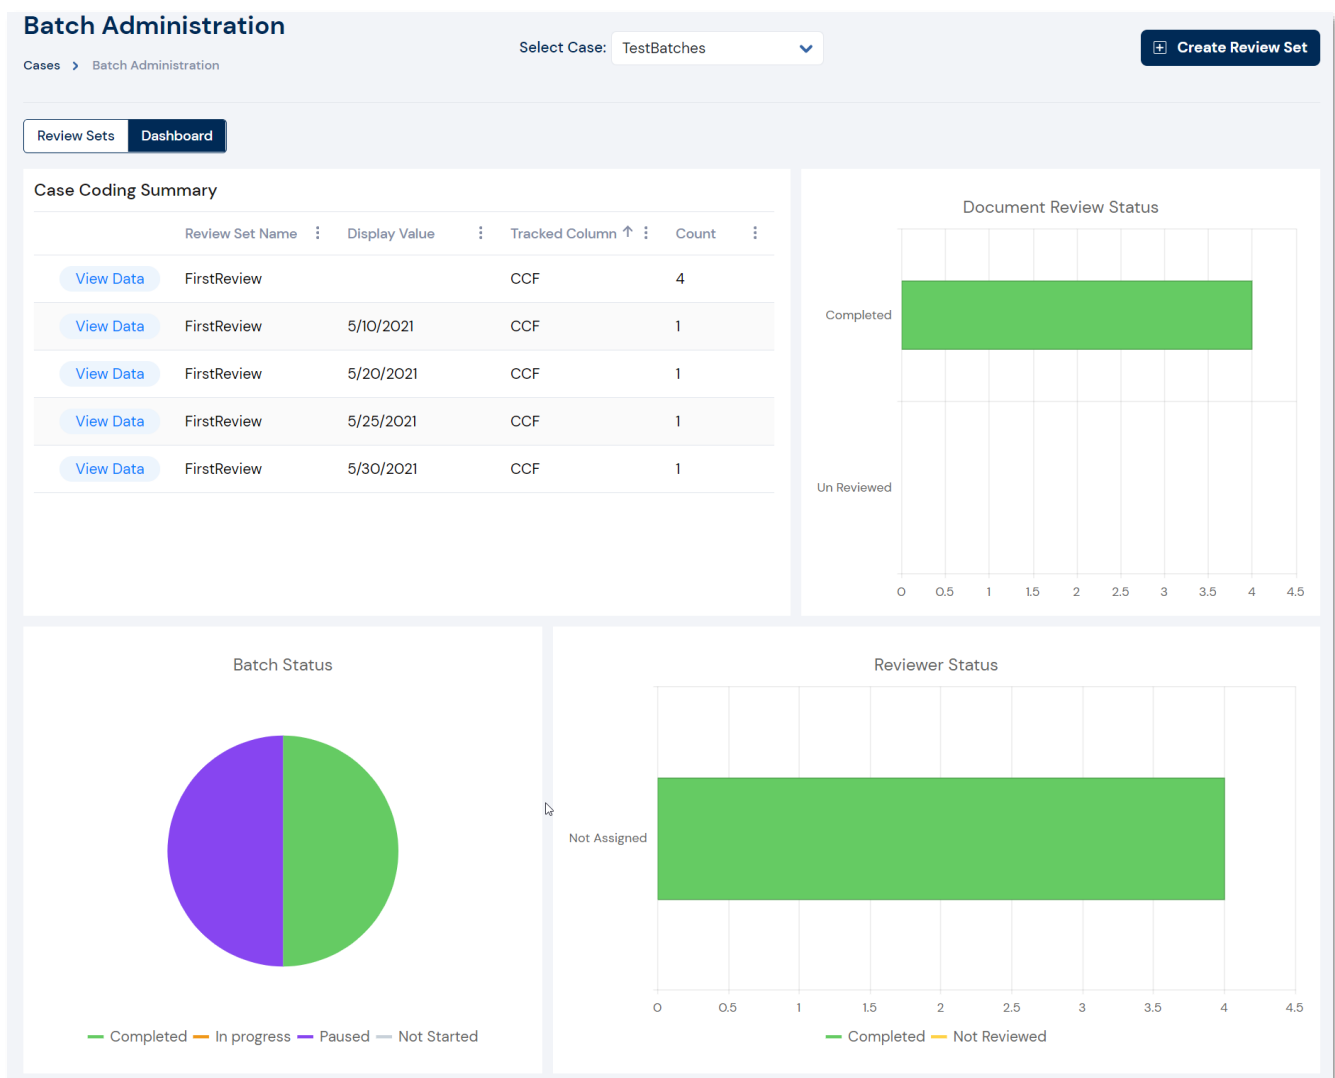 Batch Administration
Cases > Batch Administration
Select Case: TestBatches
Create Review Set
Review Sets Dashboard
Case Coding Summary
Review Set Name Display Value Tracked Column ↑ Count
View Data FirstReview CCF 4
View Data FirstReview 5/10/2021 CCF 1
View Data FirstReview 5/20/2021 CCF 1
View Data FirstReview 5/25/2021 CCF 1
View Data FirstReview 5/30/2021 CCF 1
Document Review Status
Completed
Un Reviewed
0 0.5 1 1.5 2 2.5 3 3.5 4 4.5
Batch Status
Completed In progress Paused Not Started
Reviewer Status
Not Assigned
0 0.5 1 1.5 2 2.5 3 3.5 4 4.5
Completed Not Reviewed